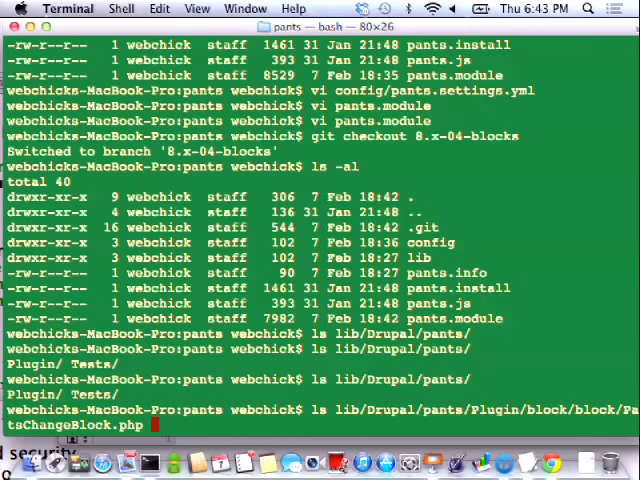 Terminal Shell Edit View Window Help Thu 6:43 PM
pants — bash — 80×26
-rw-r--r-- 1 webchick staff 1461 31 Jan 21:48 pants.install
-rw-r--r-- 1 webchick staff 393 31 Jan 21:48 pants.js
-rw-r--r-- 1 webchick staff 8529 7 Feb 18:35 pants.module
webchicks-MacBook-Pro:pants webchick$ vi config/pants.settings.yml
webchicks-MacBook-Pro:pants webchick$ vi pants.module
webchicks-MacBook-Pro:pants webchick$ vi pants.module
webchicks-MacBook-Pro:pants webchick$ git checkout 8.x-04-blocks
Switched to branch '8.x-04-blocks'
webchicks-MacBook-Pro:pants webchick$ ls -al
total 40
drwxr-xr-x 9 webchick staff 306 7 Feb 18:42 .
drwxr-xr-x 4 webchick staff 136 31 Jan 21:48 ..
drwxr-xr-x 16 webchick staff 544 7 Feb 18:42 .git
drwxr-xr-x 3 webchick staff 102 7 Feb 18:36 config
drwxr-xr-x 3 webchick staff 102 7 Feb 18:27 lib
-rw-r--r-- 1 webchick staff 90 7 Feb 18:27 pants.info
-rw-r--r-- 1 webchick staff 1461 31 Jan 21:48 pants.install
-rw-r--r-- 1 webchick staff 393 31 Jan 21:48 pants.js
-rw-r--r-- 1 webchick staff 7982 7 Feb 18:42 pants.module
webchicks-MacBook-Pro:pants webchick$ ls lib/Drupal/pants/
webchicks-MacBook-Pro:pants webchick$ ls lib/Drupal/pants/
Plugin/ Tests/
webchicks-MacBook-Pro:pants webchick$ ls lib/Drupal/pants/
Plugin/ Tests/
webchicks-MacBook-Pro:pants webchick$ ls lib/Drupal/pants/Plugin/block/block/Pan
tsChangeBlock.php
d security